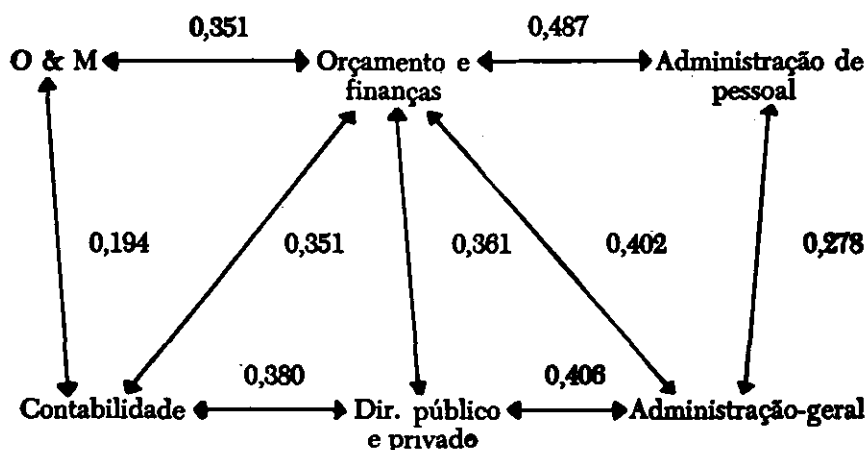 0,351
0,487
O & M
Orçamento e
finanças
Administração de
pessoal
0,194
0,351
0,361
0,402
0,278
0,380
0,406
Contabilidade
Dir. público
e privado
Administração-geral